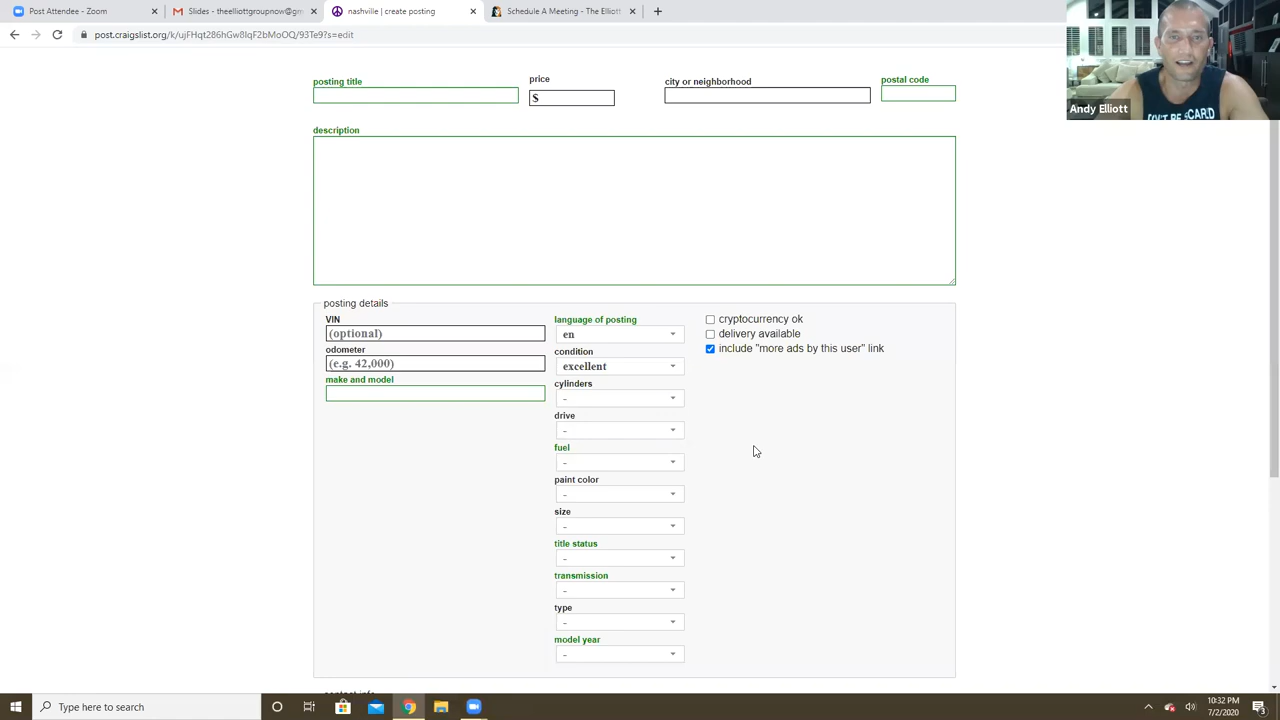 Post Attendee - Zoom
Slides - theelliottgroupnow@gm
nashville | create posting
Schedule A Meeting - The Elliott
post.craigslist.org/k/ujFHqt286hGw8IqF2bMoOQ/93Te9?s=edit
Andy Elliott
posting title
price
city or neighborhood
postal code
$
description
posting details
VIN
(optional)
odometer
(e.g. 42,000)
make and model
language of posting
en
condition
excellent
cylinders
-
drive
-
fuel
-
paint color
-
size
-
title status
-
transmission
-
type
-
model year
-
cryptocurrency ok
delivery available
include "more ads by this user" link
contact info
Type here to search
10:32 PM
7/2/2020
3